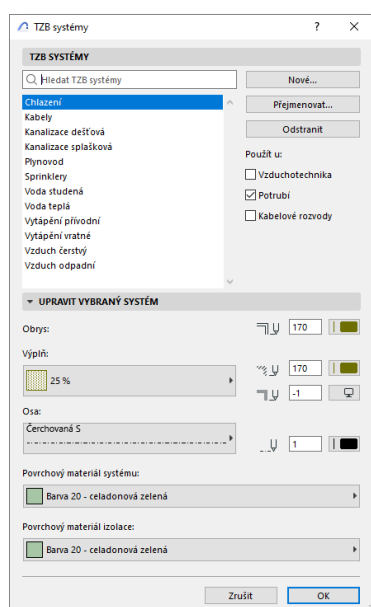 TZB systémy
?
TZB SYSTÉMY
Hledat TZB systémy
Nové...
Chlazení
Kabely
Kanalizace dešťová
Kanalizace splašková
Plynovod
Sprinklery
Voda studená
Voda teplá
Vytápění přívodní
Vytápění vratné
Vzduch čerstvý
Vzduch odpadní
Přejmenovat...
Odstranit
Použít u:
Vzduchotechnika
Potrubí
Kabelové rozvody
UPRAVIT VYBRANÝ SYSTÉM
Obrys:
170
Výplň:
25 %
170
-1
Osa:
Čerchovaná S
1
Povrchový materiál systému:
Barva 20 - celadonová zelená
Povrchový materiál izolace:
Barva 20 - celadonová zelená
Zrušit
OK